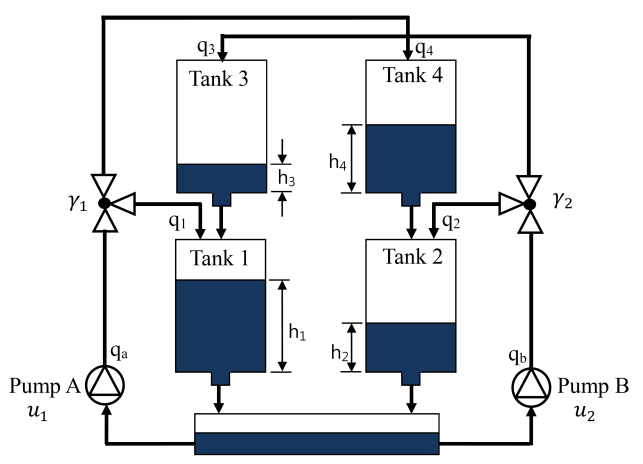 q₃
q₄
Tank 3
Tank 4
h₃
h₄
γ₁
γ₂
q₁
q₂
Tank 1
Tank 2
h₁
h₂
qₐ
q_b
Pump A
u₁
Pump B
u₂